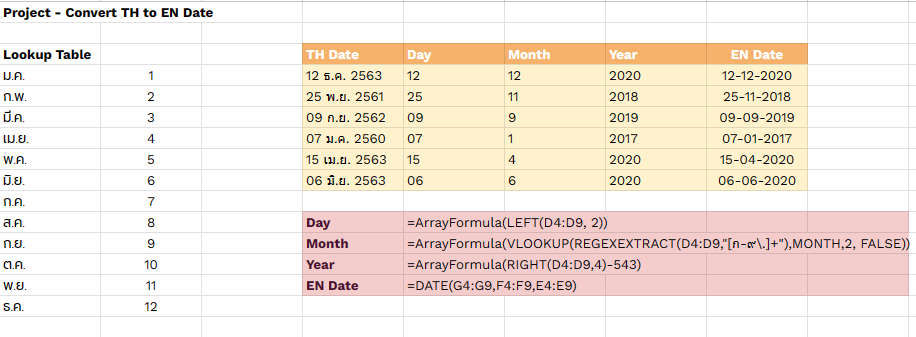 Project - Convert TH to EN Date
Lookup Table TH Date Day Month Year EN Date
ม.ค. 1 12 ธ.ค. 2563 12 12 2020 12-12-2020
ก.พ. 2 25 พ.ย. 2561 25 11 2018 25-11-2018
มี.ค. 3 09 ก.ย. 2562 09 9 2019 09-09-2019
เม.ย. 4 07 ม.ค. 2560 07 1 2017 07-01-2017
พ.ค. 5 15 เม.ย. 2563 15 4 2020 15-04-2020
มิ.ย. 6 06 มิ.ย. 2563 06 6 2020 06-06-2020
ก.ค. 7
ส.ค. 8 Day =ArrayFormula(LEFT(D4:D9, 2))
ก.ย. 9 Month =ArrayFormula(VLOOKUP(REGEXEXTRACT(D4:D9,"[ก-๙\.]+"),MONTH,2, FALSE))
ต.ค. 10 Year =ArrayFormula(RIGHT(D4:D9,4)-543)
พ.ย. 11 EN Date =DATE(G4:G9,F4:F9,E4:E9)
ธ.ค. 12